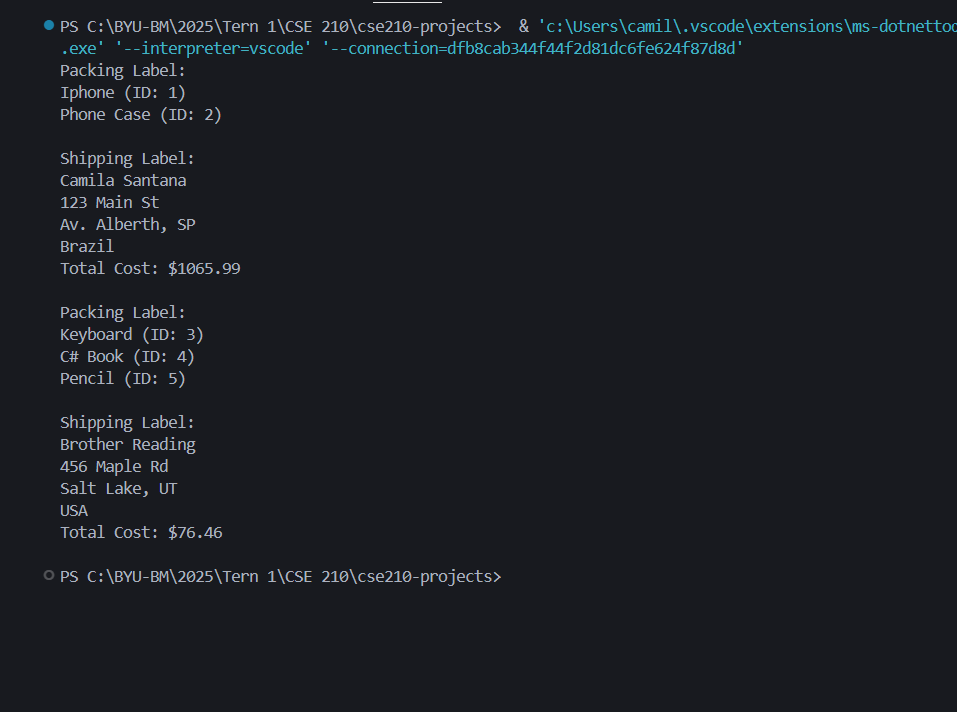 PS C:\BYU-BM\2025\Tern 1\CSE 210\cse210-projects>  & 'c:\Users\camil\.vscode\extensions\ms-dotnettoo
.exe' '--interpreter=vscode' '--connection=dfb8cab344f44f2d81dc6fe624f87d8d'
Packing Label:
Iphone (ID: 1)
Phone Case (ID: 2)
Shipping Label:
Camila Santana
123 Main St
Av. Alberth, SP
Brazil
Total Cost: $1065.99
Packing Label:
Keyboard (ID: 3)
C# Book (ID: 4)
Pencil (ID: 5)
Shipping Label:
Brother Reading
456 Maple Rd
Salt Lake, UT
USA
Total Cost: $76.46
PS C:\BYU-BM\2025\Tern 1\CSE 210\cse210-projects>